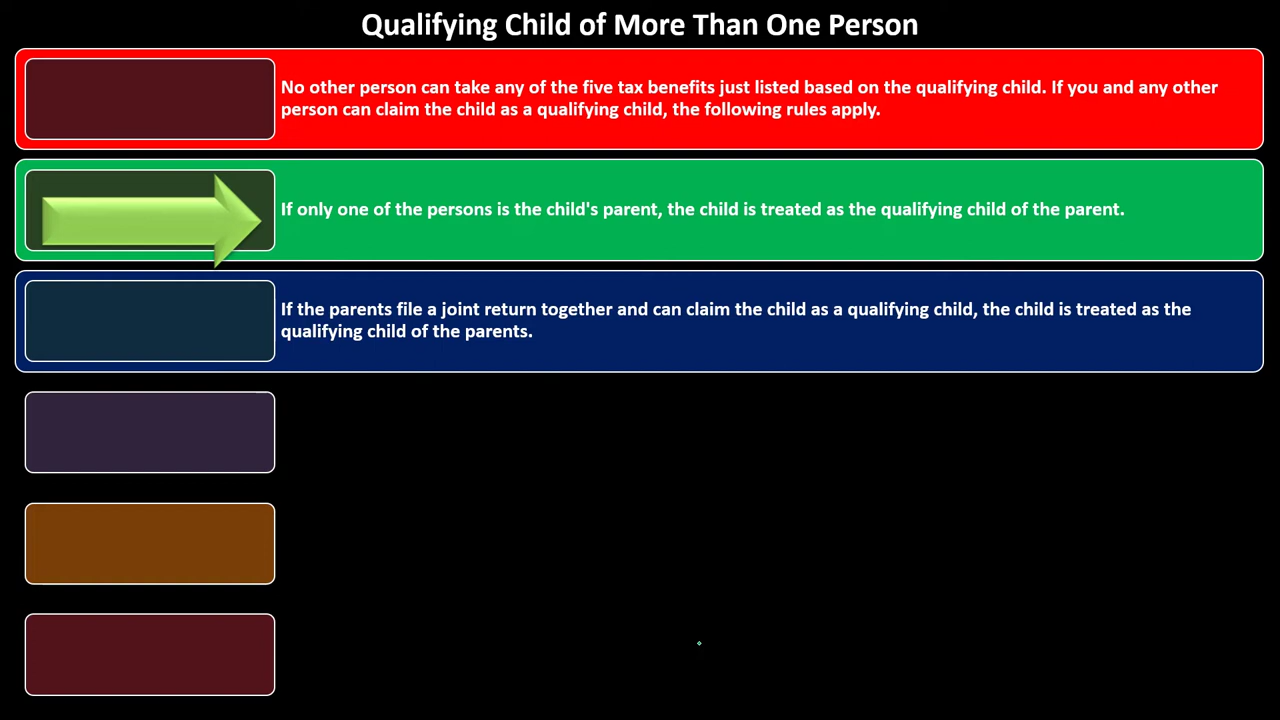 Qualifying Child of More Than One Person
No other person can take any of the five tax benefits just listed based on the qualifying child. If you and any other
person can claim the child as a qualifying child, the following rules apply.
If only one of the persons is the child's parent, the child is treated as the qualifying child of the parent.
If the parents file a joint return together and can claim the child as a qualifying child, the child is treated as the
qualifying child of the parents.